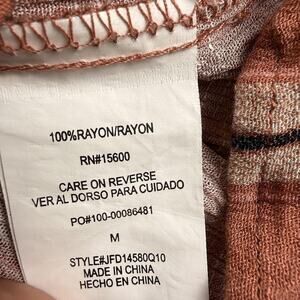 100%RAYON/RAYON
RN#15600
CARE ON REVERSE
VER AL DORSO PARA CUIDADO
PO#100-00086481
M
STYLE#JFD14580Q10
MADE IN CHINA
HECHO EN CHINA